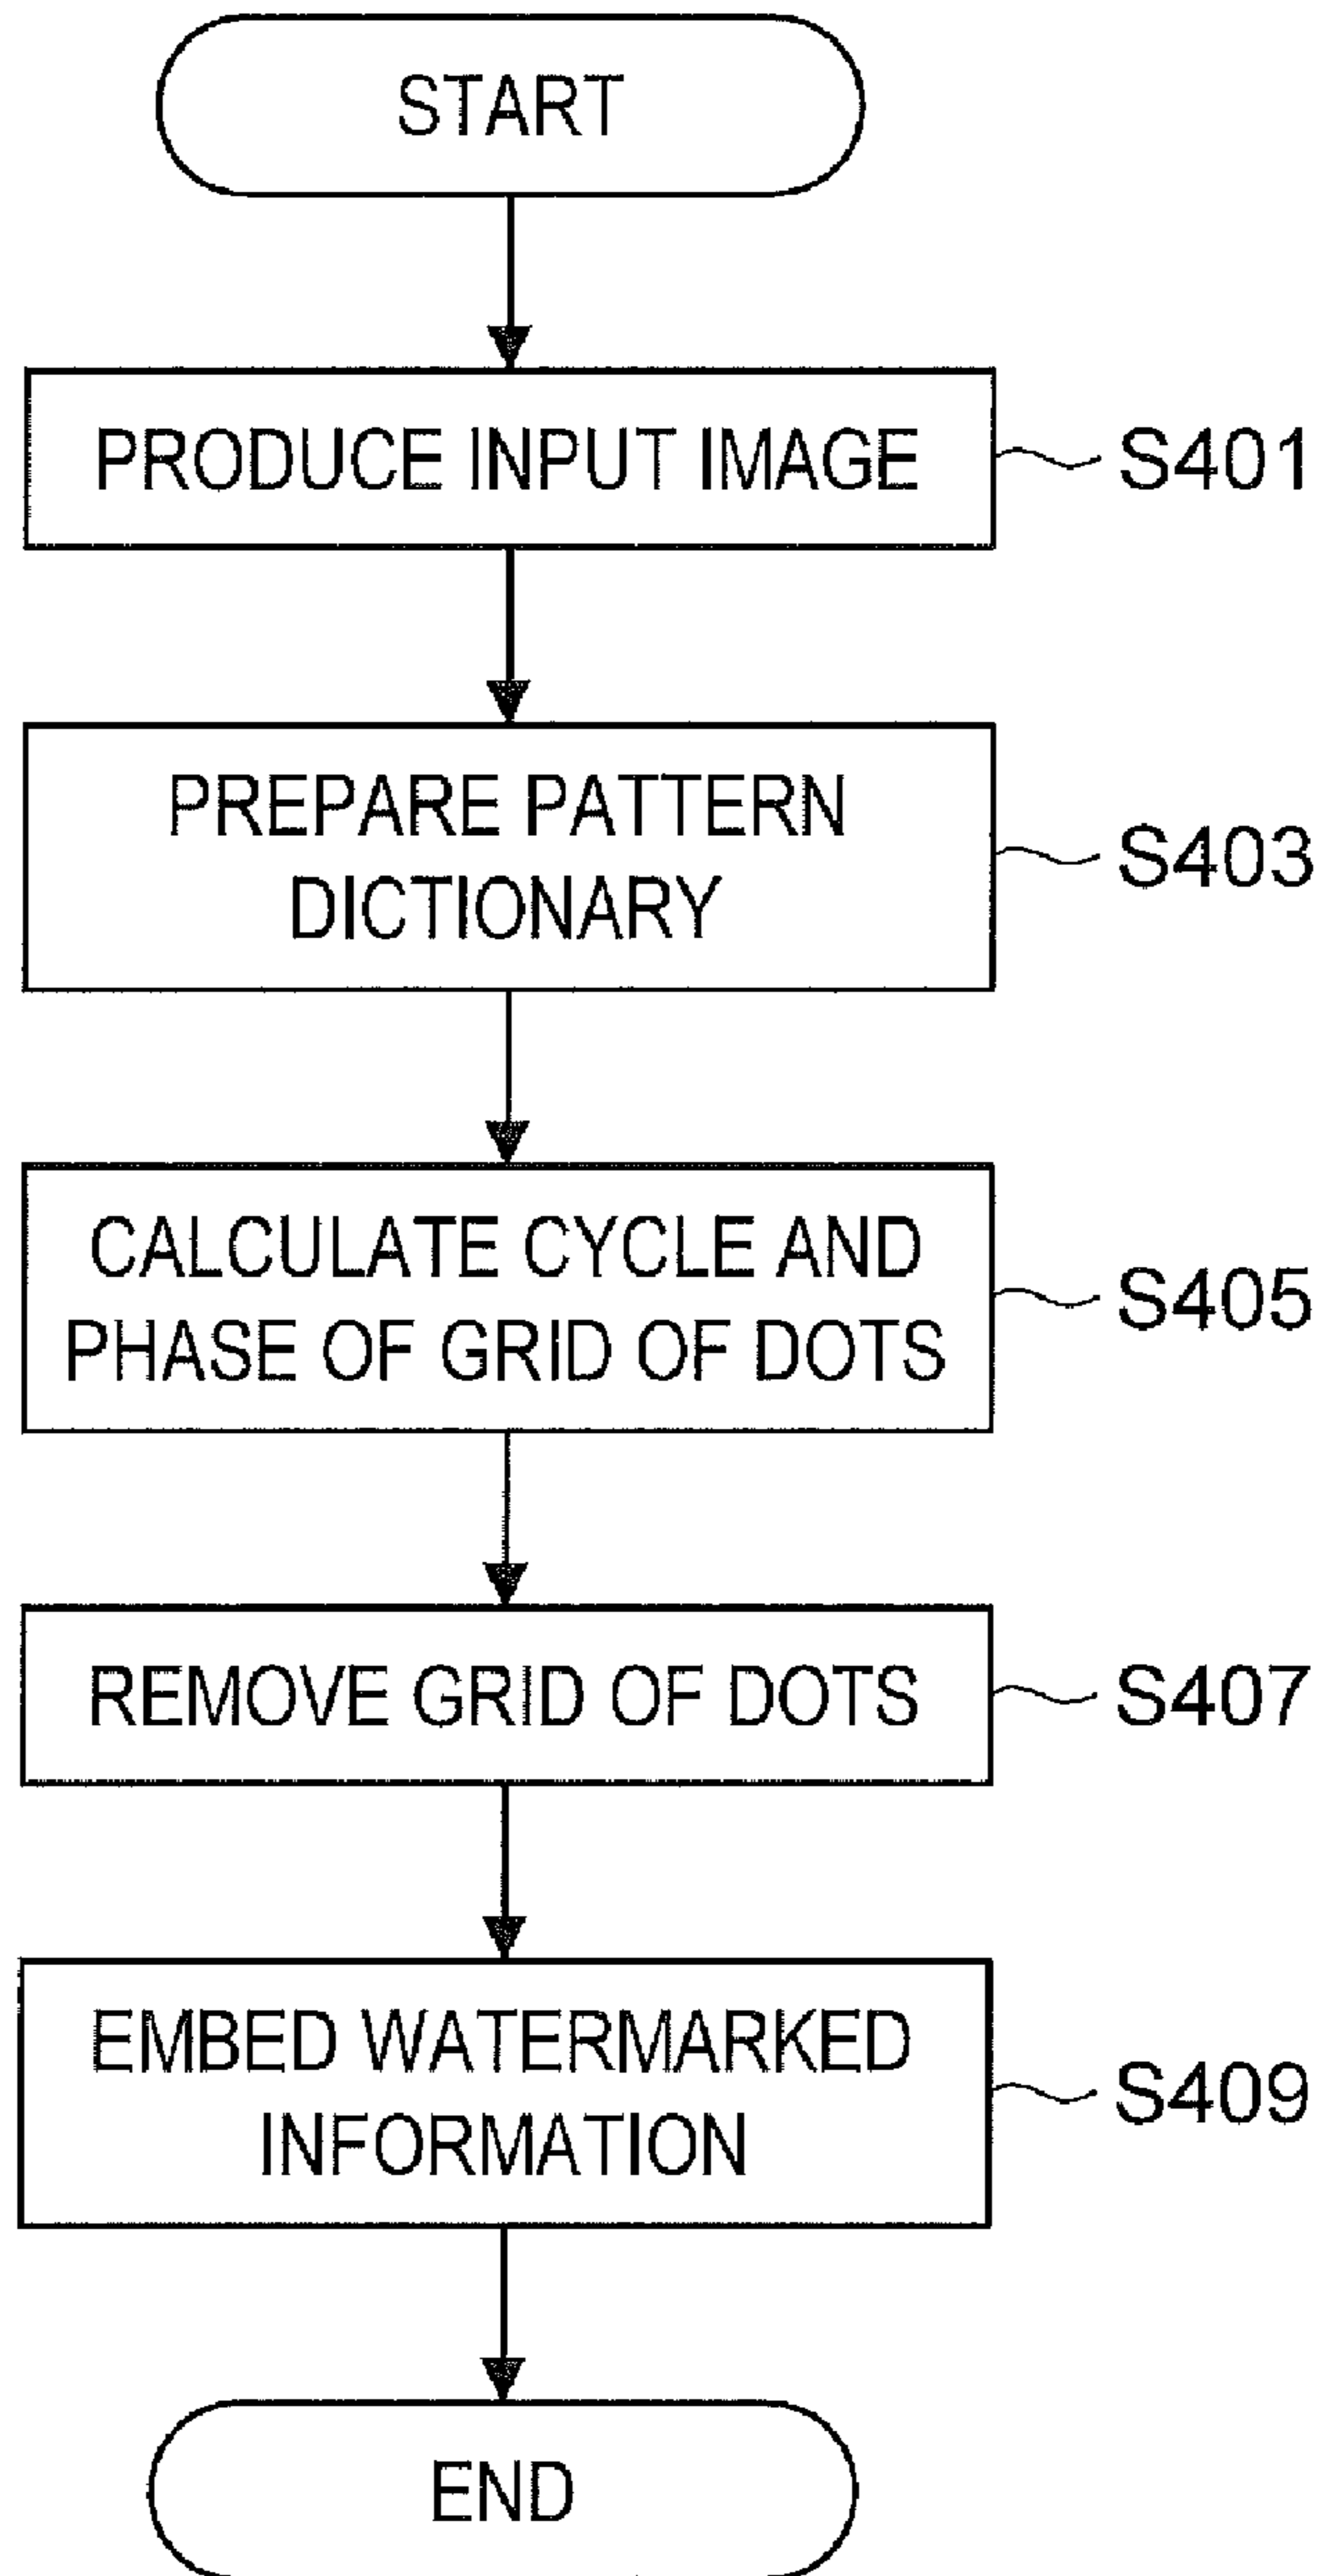 START
PRODUCE INPUT IMAGE
S401
PREPARE PATTERN
DICTIONARY
S403
CALCULATE CYCLE AND
PHASE OF GRID OF DOTS
S405
REMOVE GRID OF DOTS
S407
EMBED WATERMARKED
INFORMATION
S409
END